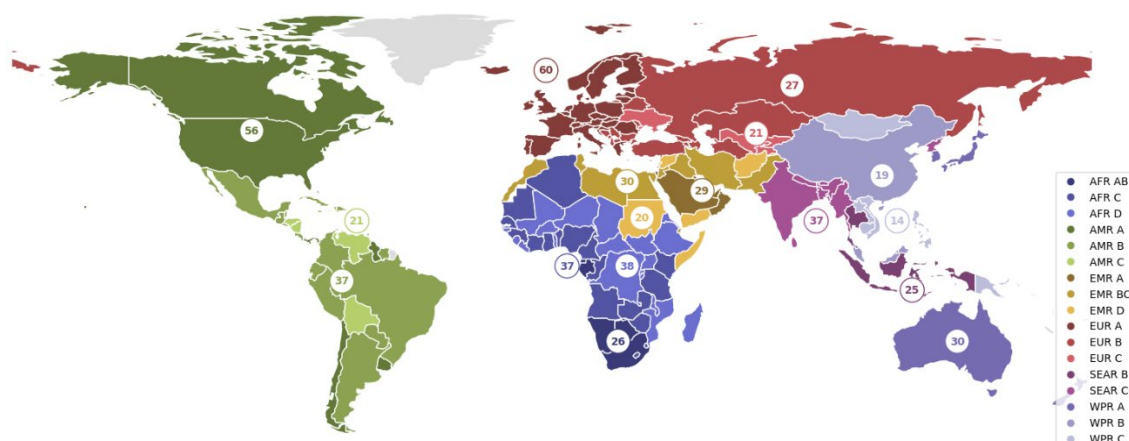 60
27
56
21
19
30
29
20
21
37
14
37
38
37
25
26
30
AFR AB
AFR C
AFR D
AMR A
AMR B
AMR C
EMR A
EMR BC
EMR D
EUR A
EUR B
EUR C
SEAR B
SEAR C
WPR A
WPR B
WPR C